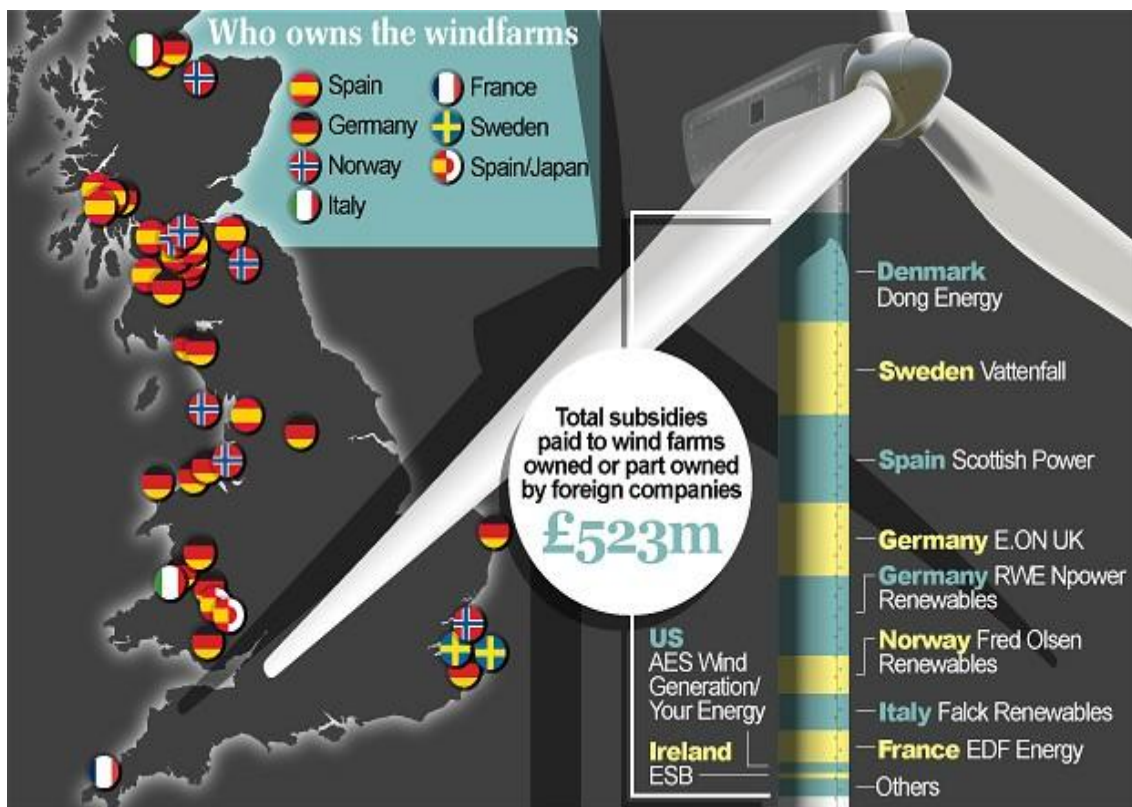 Who owns the windfarms
Spain
Germany
Norway
Italy
France
Sweden
Spain/Japan
Total subsidies
paid to wind farms
owned or part owned
by foreign companies
£523m
Denmark
Dong Energy
Sweden Vattenfall
Spain Scottish Power
Germany E.ON UK
Germany RWE Npower
Renewables
Norway Fred Olsen
Renewables
Italy Falck Renewables
France EDF Energy
Others
US
AES Wind
Generation/
Your Energy
Ireland
ESB